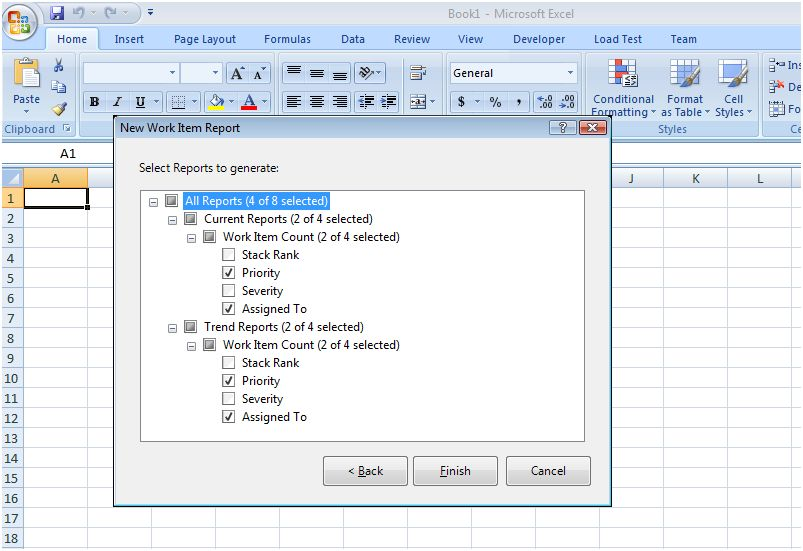 Book1 - Microsoft Excel
Home Insert Page Layout Formulas Data Review View Developer Load Test Team
General
Paste
B I U $ % ,
Conditional Formatting
Format as Table
Cell Styles
Ins
De
Fo
Clipboard Styles Ce
A1
New Work Item Report
Select Reports to generate:
All Reports (4 of 8 selected)
Current Reports (2 of 4 selected)
Work Item Count (2 of 4 selected)
Stack Rank
Priority
Severity
Assigned To
Trend Reports (2 of 4 selected)
Work Item Count (2 of 4 selected)
Stack Rank
Priority
Severity
Assigned To
< Back Finish Cancel
A J K L
1
2
3
4
5
6
7
8
9
10
11
12
13
14
15
16
17
18